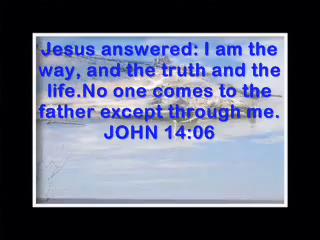 Jesus answered: I am the
way, and the truth and the
life.No one comes to the
father except through me.
JOHN 14:06